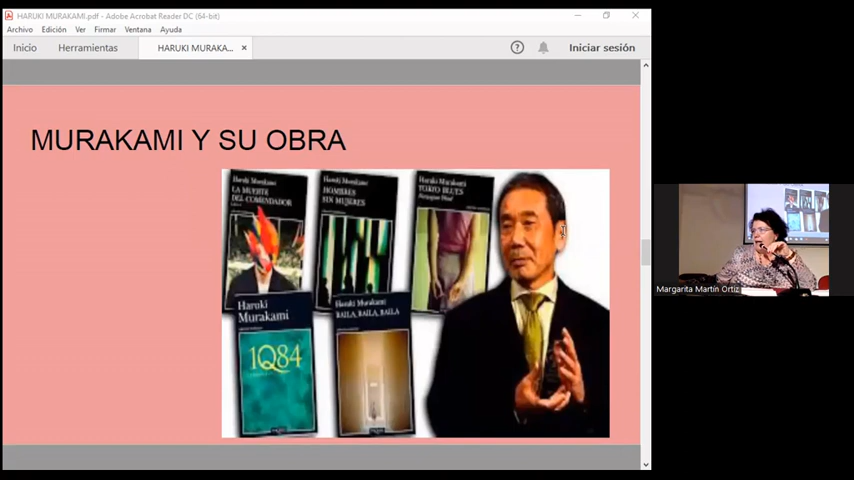 HARUKI MURAKAMI.pdf - Adobe Acrobat Reader DC (64-bit)
Archivo Edición Ver Firmar Ventana Ayuda
Inicio Herramientas HARUKI MURAKA... × Iniciar sesión
MURAKAMI Y SU OBRA
Haruki Murakami
LA MUERTE
DEL COMENDADOR
Haruki Murakami
HOMBRES
SIN MUJERES
Haruki Murakami
TOKIO BLUES
Norwegian Wood
Haruki
Murakami
1Q84
Haruki Murakami
BAILA, BAILA, BAILA
Margarita Martín Ortiz